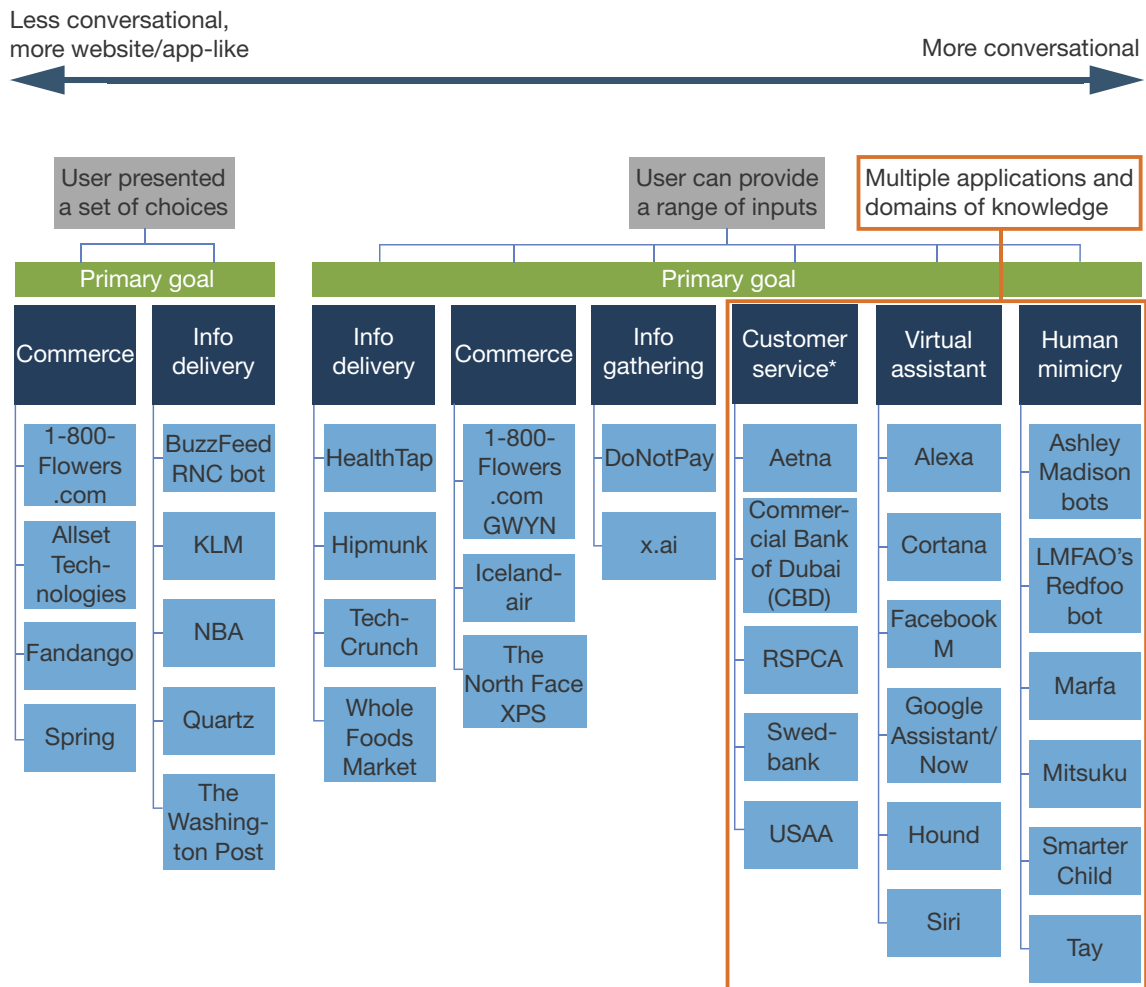 Less conversational,
more website/app-like
More conversational
User presented
a set of choices
User can provide
a range of inputs
Multiple applications and
domains of knowledge
Primary goal
Primary goal
Commerce
Info
delivery
Info
delivery
Commerce
Info
gathering
Customer
service*
Virtual
assistant
Human
mimicry
1-800-
Flowers
.com
Allset
Tech-
nologies
Fandango
Spring
BuzzFeed
RNC bot
KLM
NBA
Quartz
The
Washing-
ton Post
HealthTap
Hipmunk
Tech-
Crunch
Whole
Foods
Market
1-800-
Flowers
.com
GWYN
Iceland-
air
The
North Face
XPS
DoNotPay
x.ai
Aetna
Commer-
cial Bank
of Dubai
(CBD)
RSPCA
Swed-
bank
USAA
Alexa
Cortana
Facebook
M
Google
Assistant/
Now
Hound
Siri
Ashley
Madison
bots
LMFAO's
Redfoo
bot
Marfa
Mitsuku
Smarter
Child
Tay